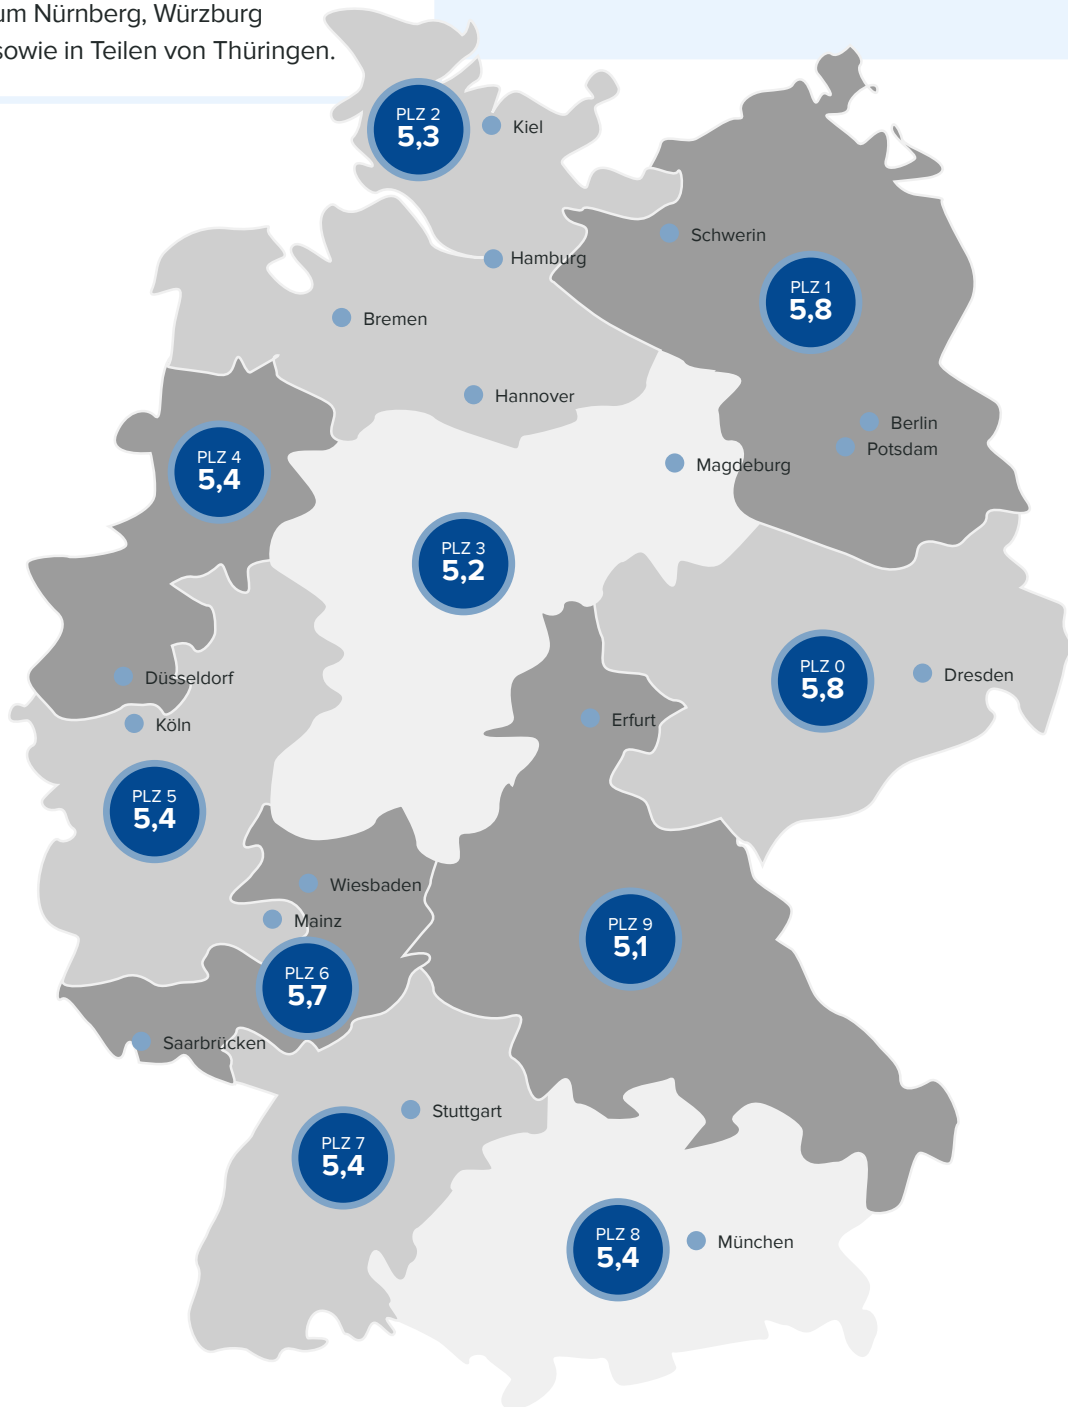 um Nürnberg, Würzburg
sowie in Teilen von Thüringen.
PLZ 2
5,3
Kiel
Schwerin
Hamburg
PLZ 1
5,8
Bremen
Hannover
Berlin
Potsdam
PLZ 4
5,4
Magdeburg
PLZ 3
5,2
Düsseldorf
PLZ 0
5,8
Dresden
Köln
Erfurt
PLZ 5
5,4
Wiesbaden
Mainz
PLZ 9
5,1
PLZ 6
5,7
Saarbrücken
Stuttgart
PLZ 7
5,4
PLZ 8
5,4
München